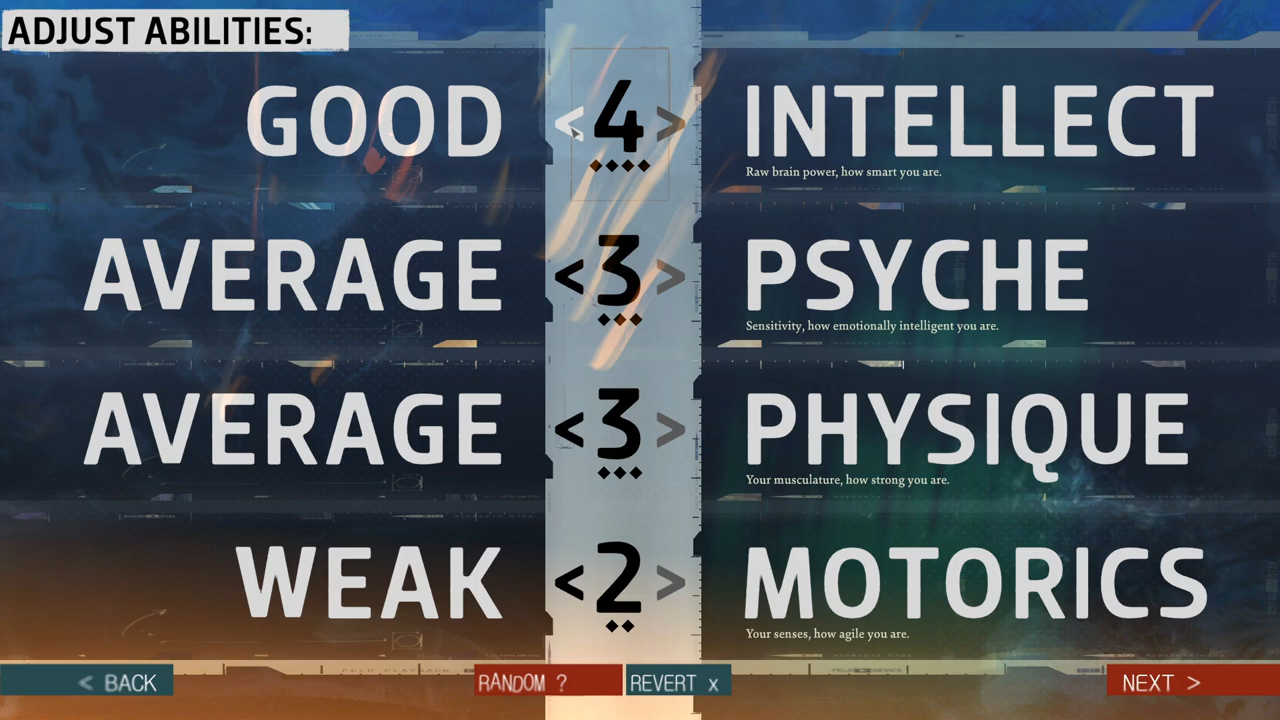 ADJUST ABILITIES:
GOOD < 4 > INTELLECT
Raw brain power, how smart you are.
AVERAGE < 3 > PSYCHE
Sensitivity, how emotionally intelligent you are.
AVERAGE < 3 > PHYSIQUE
Your musculature, how strong you are.
WEAK < 2 > MOTORICS
Your senses, how agile you are.
< BACK
RANDOM ?
REVERT x
NEXT >